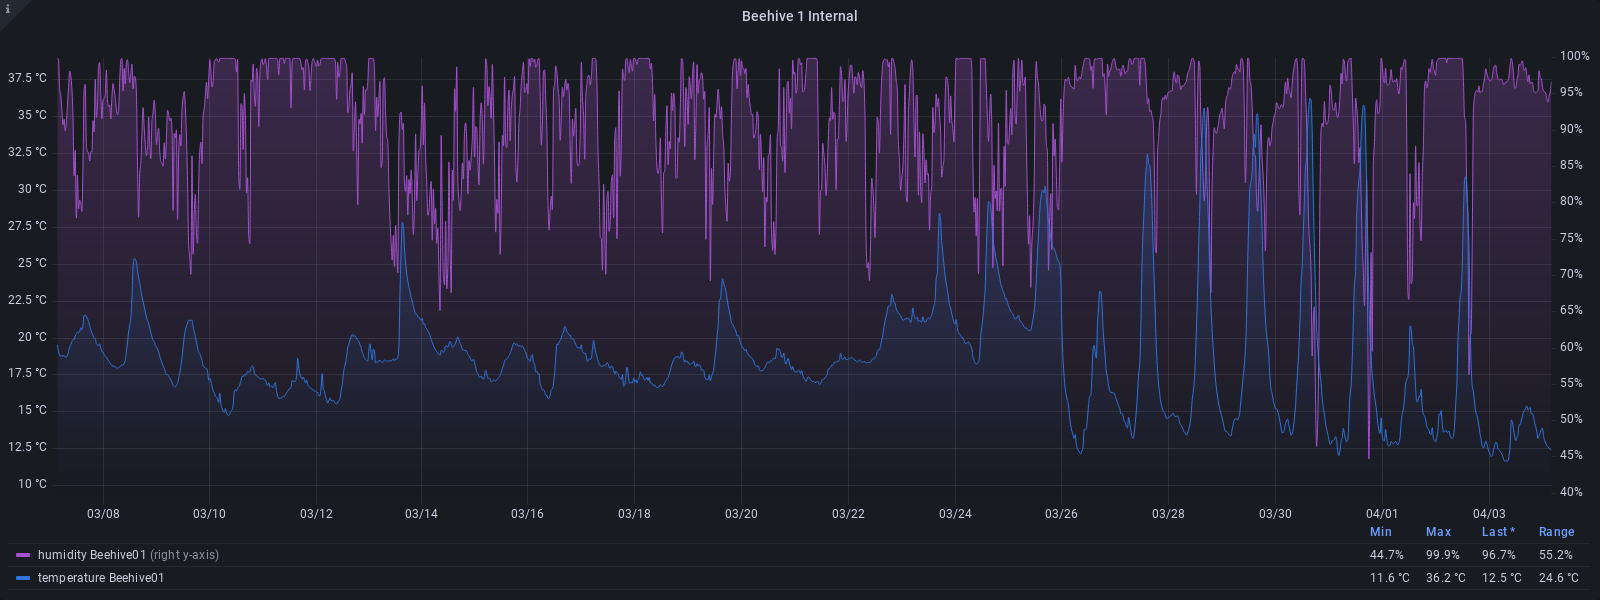 i
Beehive 1 Internal
37.5 °C
35 °C
32.5 °C
30 °C
27.5 °C
25 °C
22.5 °C
20 °C
17.5 °C
15 °C
12.5 °C
10 °C
100%
95%
90%
85%
80%
75%
70%
65%
60%
55%
50%
45%
40%
03/08 03/10 03/12 03/14 03/16 03/18 03/20 03/22 03/24 03/26 03/28 03/30 04/01 04/03
Min Max Last * Range
humidity Beehive01 (right y-axis) 44.7% 99.9% 96.7% 55.2%
temperature Beehive01 11.6 °C 36.2 °C 12.5 °C 24.6 °C